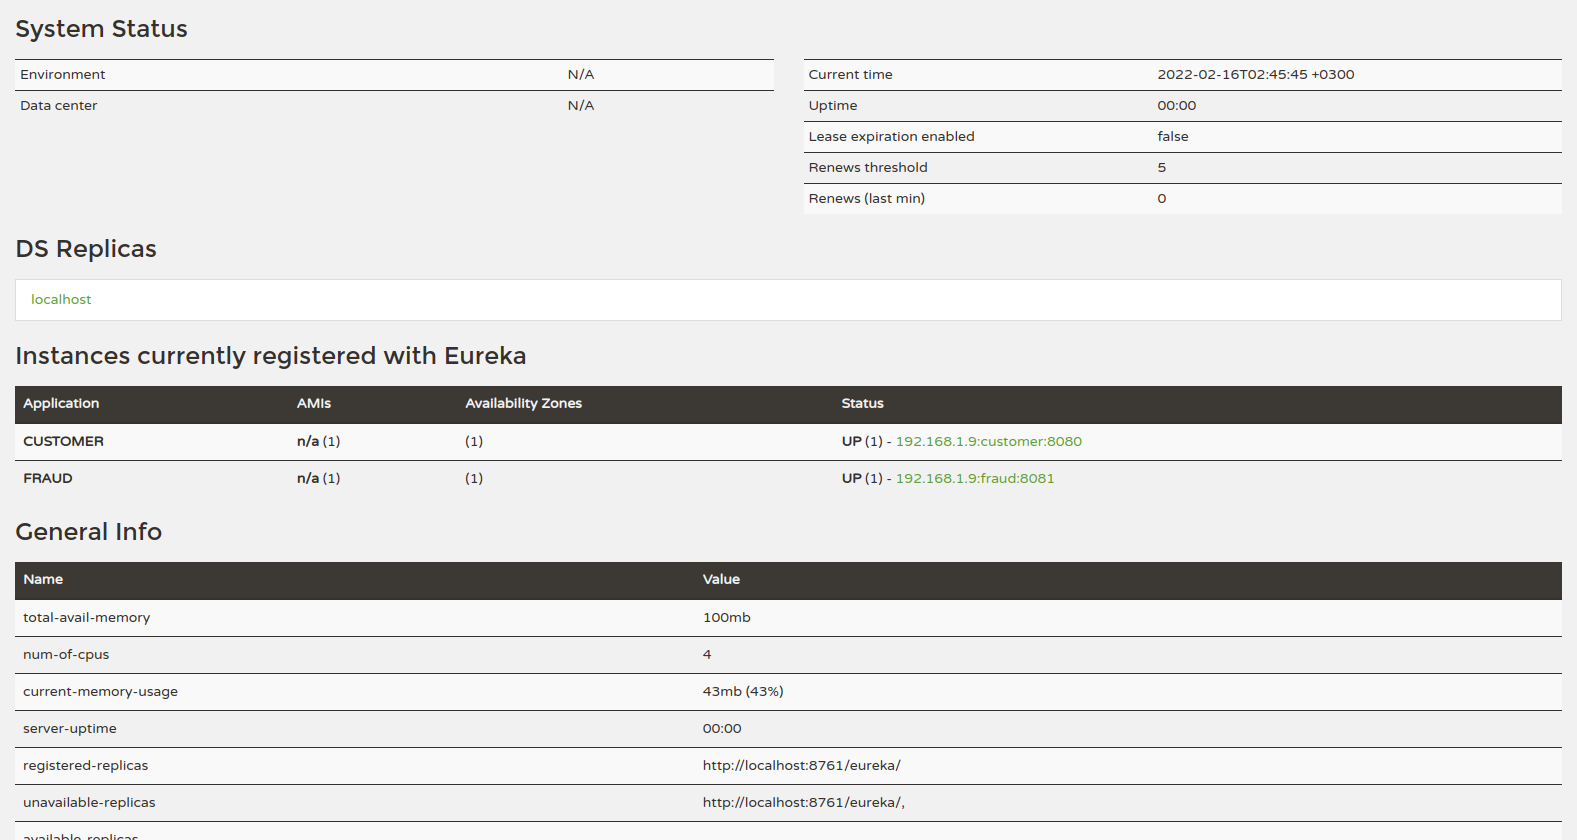 System Status
Environment N/A
Data center N/A
Current time 2022-02-16T02:45:45 +0300
Uptime 00:00
Lease expiration enabled false
Renews threshold 5
Renews (last min) 0
DS Replicas
localhost
Instances currently registered with Eureka
Application AMIs Availability Zones Status
CUSTOMER n/a (1) (1) UP (1) - 192.168.1.9:customer:8080
FRAUD n/a (1) (1) UP (1) - 192.168.1.9:fraud:8081
General Info
Name Value
total-avail-memory 100mb
num-of-cpus 4
current-memory-usage 43mb (43%)
server-uptime 00:00
registered-replicas http://localhost:8761/eureka/
unavailable-replicas http://localhost:8761/eureka/,
available-replicas